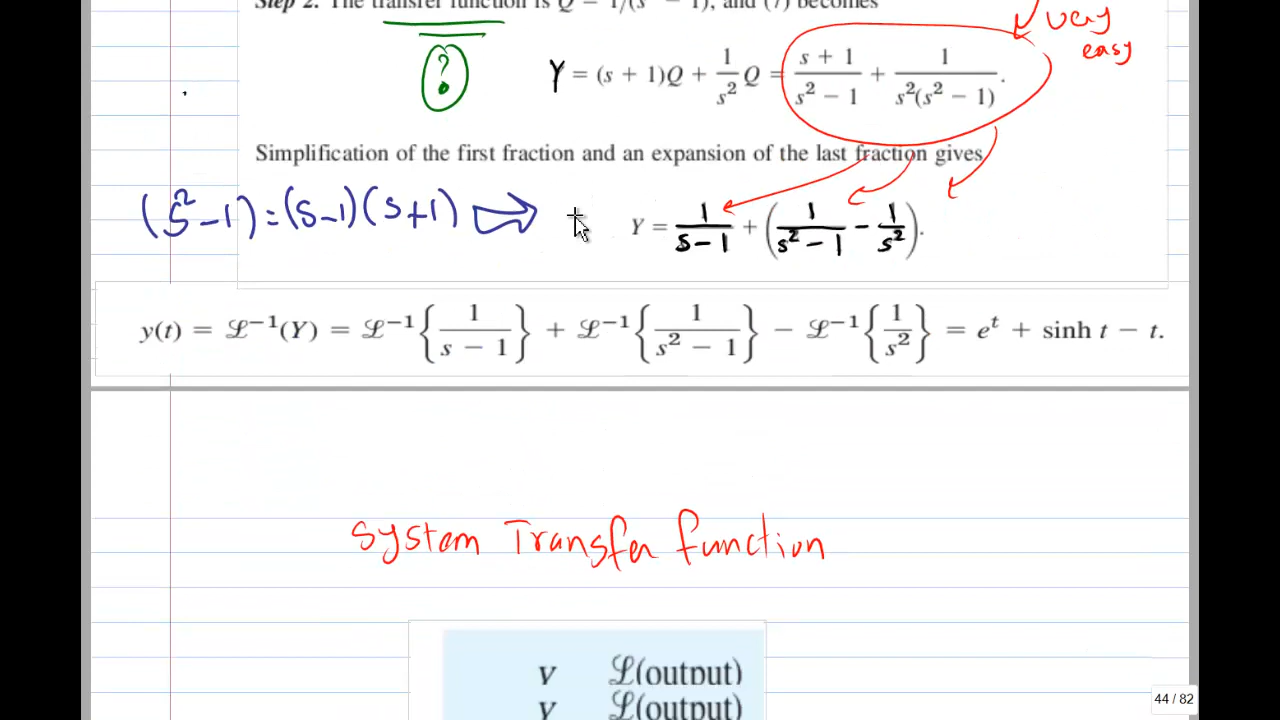 Step 2. The transfer function is Q = 1/(s² − 1), and (7) becomes
very
easy
?
Y = (s + 1)Q + 1/s² Q = (s + 1)/(s² − 1) + 1/(s²(s² − 1)).
Simplification of the first fraction and an expansion of the last fraction gives
(s²−1)=(s−1)(s+1) ⇒ Y = 1/(s−1) + (1/(s²−1) − 1/s²).
y(t) = ℒ⁻¹(Y) = ℒ⁻¹{1/(s − 1)} + ℒ⁻¹{1/(s² − 1)} − ℒ⁻¹{1/s²} = eᵗ + sinh t − t.
System Transfer function
Y ℒ(output)
Y ℒ(output)
44 / 82